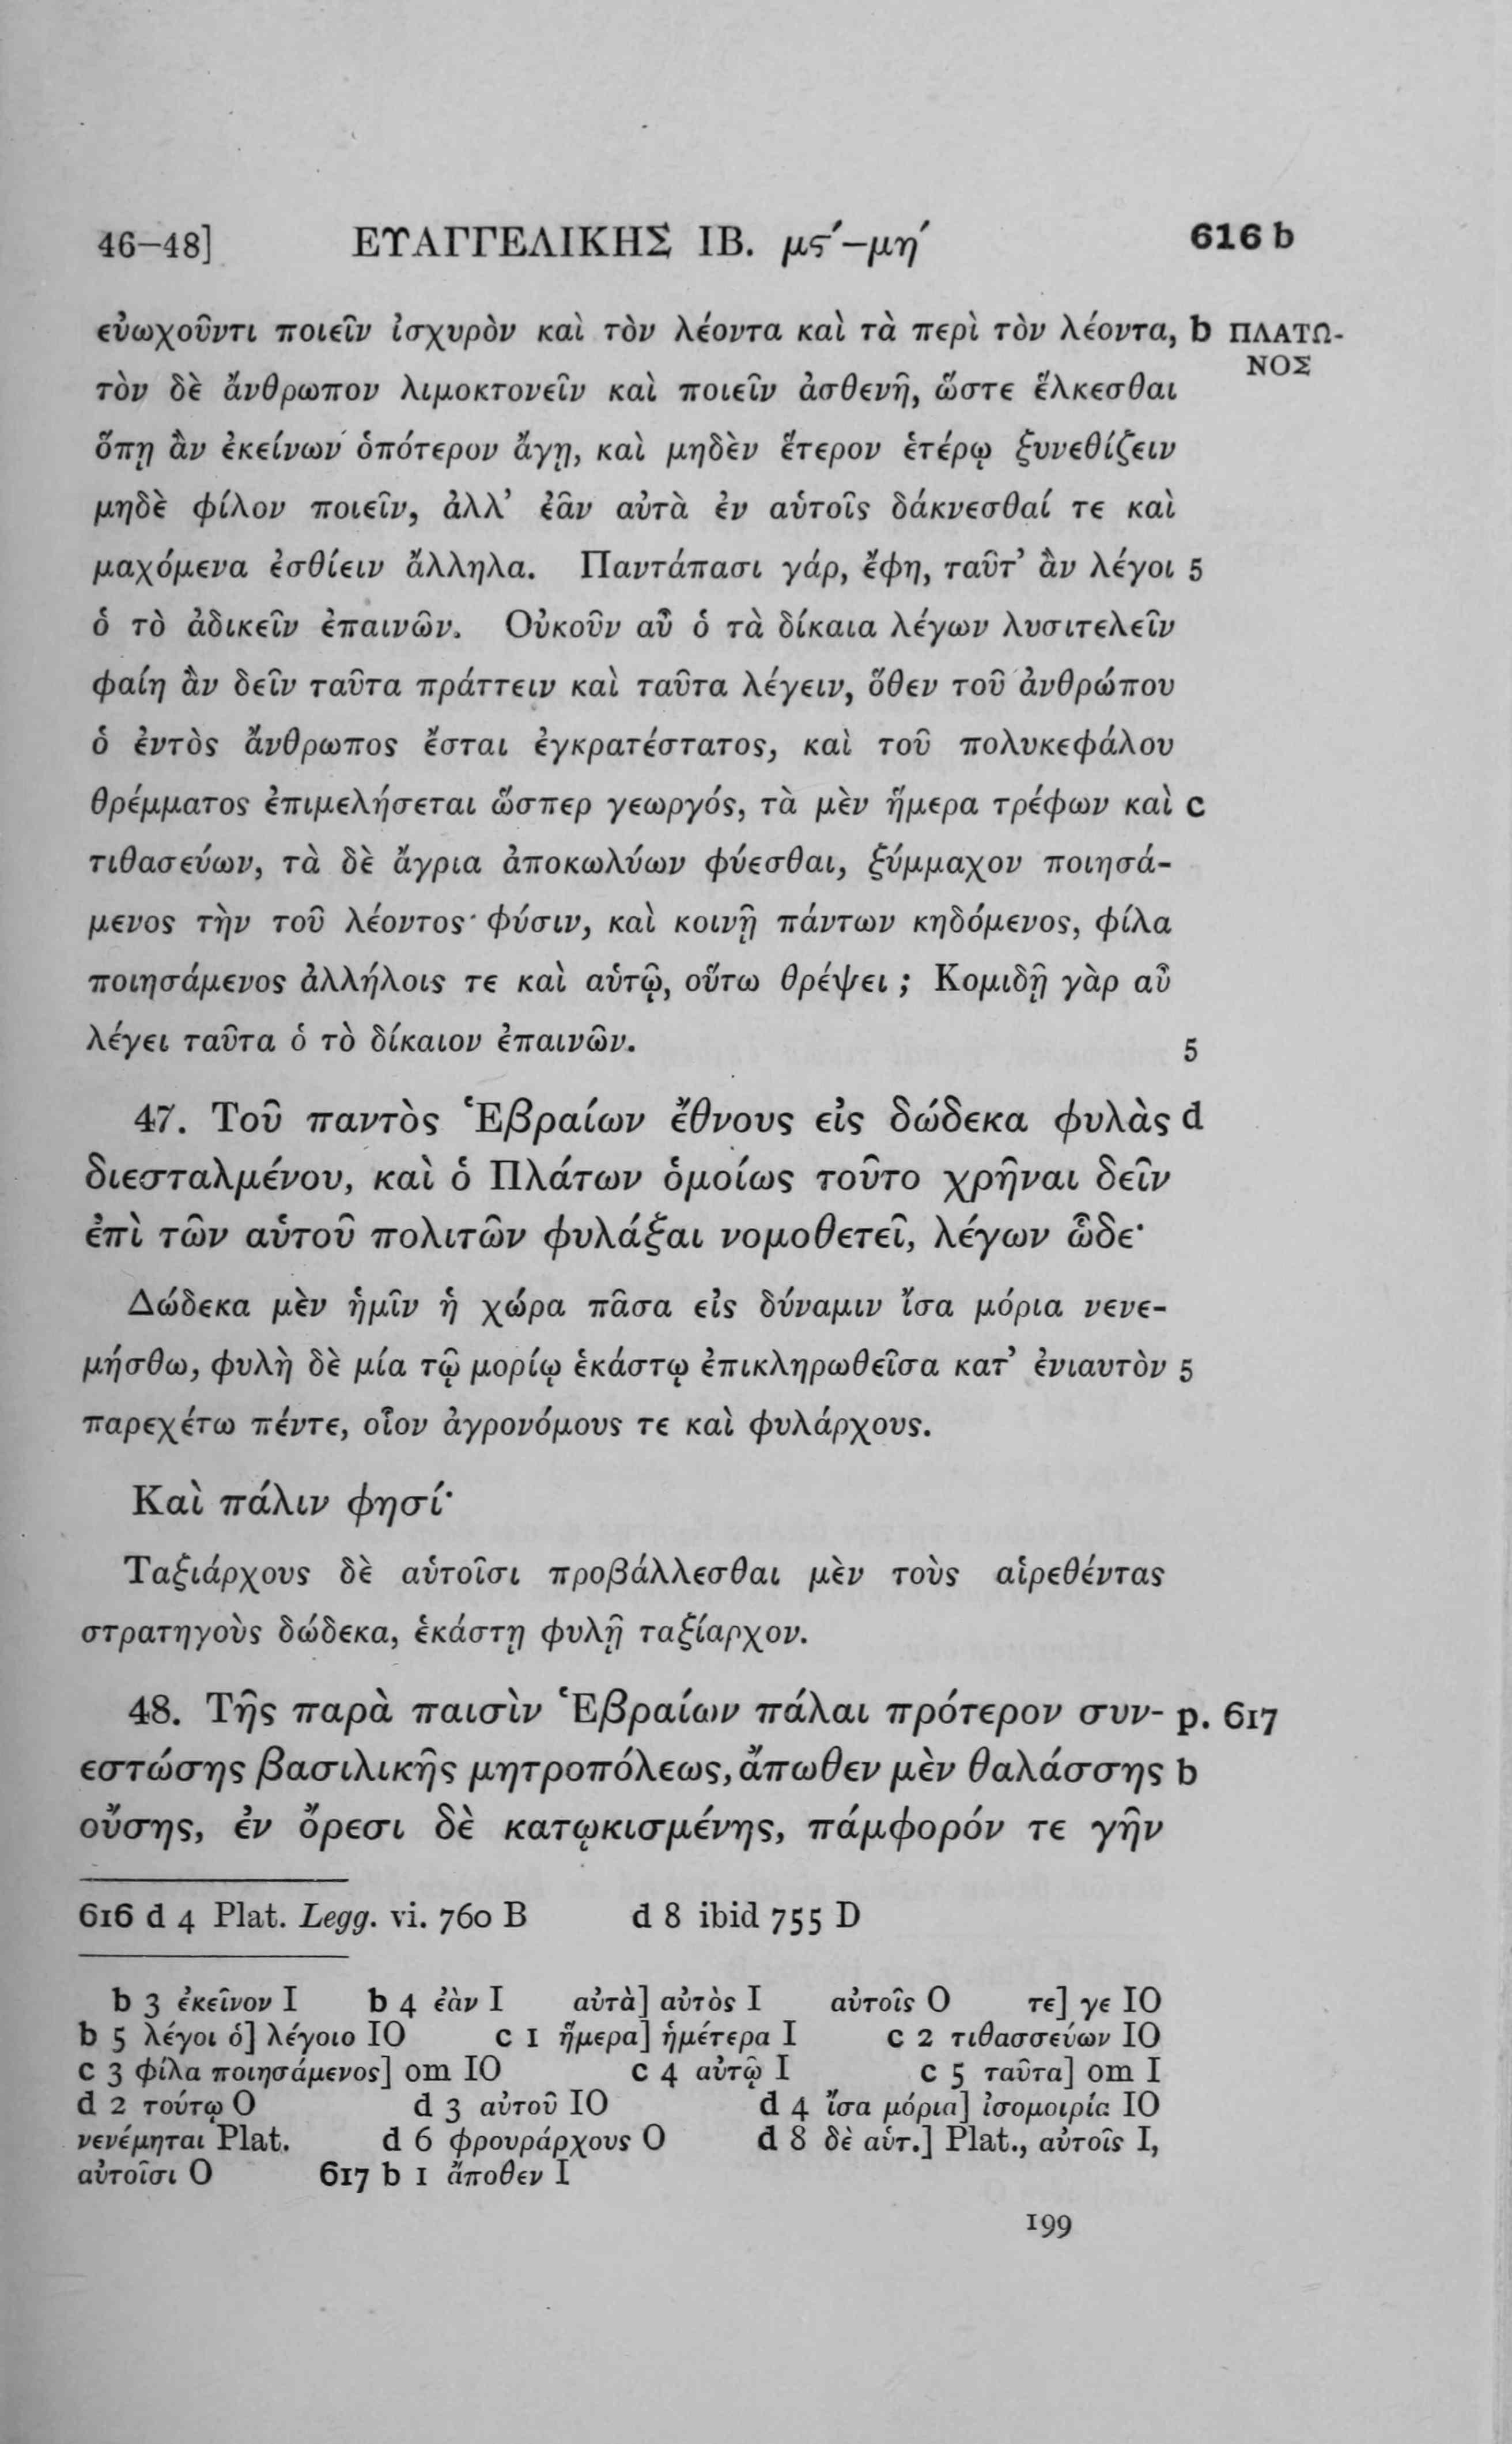 46–48] ΕΥΑΓΓΕΛΙΚΗΣ ΙΒ. μϛ΄–μη΄ 616 b
εὐωχοῦντι ποιεῖν ἰσχυρὸν καὶ τὸν λέοντα καὶ τὰ περὶ τὸν λέοντα, b ΠΛΑΤΩ-
ΝΟΣ
τὸν δὲ ἄνθρωπον λιμοκτονεῖν καὶ ποιεῖν ἀσθενῆ, ὥστε ἕλκεσθαι
ὅπῃ ἂν ἐκείνων ὁπότερον ἄγῃ, καὶ μηδὲν ἕτερον ἑτέρῳ ξυνεθίζειν
μηδὲ φίλον ποιεῖν, ἀλλ’ ἐᾶν αὐτὰ ἐν αὑτοῖς δάκνεσθαί τε καὶ
μαχόμενα ἐσθίειν ἄλληλα. Παντάπασι γάρ, ἔφη, ταῦτ’ ἂν λέγοι 5
ὁ τὸ ἀδικεῖν ἐπαινῶν. Οὐκοῦν αὖ ὁ τὰ δίκαια λέγων λυσιτελεῖν
φαίη ἂν δεῖν ταῦτα πράττειν καὶ ταῦτα λέγειν, ὅθεν τοῦ ἀνθρώπου
ὁ ἐντὸς ἄνθρωπος ἔσται ἐγκρατέστατος, καὶ τοῦ πολυκεφάλου
θρέμματος ἐπιμελήσεται ὥσπερ γεωργός, τὰ μὲν ἥμερα τρέφων καὶ c
τιθασεύων, τὰ δὲ ἄγρια ἀποκωλύων φύεσθαι, ξύμμαχον ποιησά-
μενος τὴν τοῦ λέοντος φύσιν, καὶ κοινῇ πάντων κηδόμενος, φίλα
ποιησάμενος ἀλλήλοις τε καὶ αὑτῷ, οὕτω θρέψει ; Κομιδῇ γὰρ αὖ
λέγει ταῦτα ὁ τὸ δίκαιον ἐπαινῶν. 5
47. Τοῦ παντὸς Ἑβραίων ἔθνους εἰς δώδεκα φυλὰς d
διεσταλμένου, καὶ ὁ Πλάτων ὁμοίως τοῦτο χρῆναι δεῖν
ἐπὶ τῶν αὑτοῦ πολιτῶν φυλάξαι νομοθετεῖ, λέγων ὧδε·
Δώδεκα μὲν ἡμῖν ἡ χώρα πᾶσα εἰς δύναμιν ἴσα μόρια νενε-
μήσθω, φυλὴ δὲ μία τῷ μορίῳ ἑκάστῳ ἐπικληρωθεῖσα κατ’ ἐνιαυτὸν 5
παρεχέτω πέντε, οἷον ἀγρονόμους τε καὶ φυλάρχους.
Καὶ πάλιν φησί·
Ταξιάρχους δὲ αὑτοῖσι προβάλλεσθαι μὲν τοὺς αἱρεθέντας
στρατηγοὺς δώδεκα, ἑκάστῃ φυλῇ ταξίαρχον.
48. Τῆς παρὰ παισὶν Ἑβραίων πάλαι πρότερον συν- p. 617
εστώσης βασιλικῆς μητροπόλεως, ἄπωθεν μὲν θαλάσσης b
οὔσης, ἐν ὄρεσι δὲ κατῳκισμένης, πάμφορόν τε γῆν
616 d 4 Plat. Legg. vi. 760 B d 8 ibid 755 D
b 3 ἐκεῖνον I b 4 ἐὰν I αὐτὰ] αὐτὸς I αὐτοῖς O τε] γε IO
b 5 λέγοι ὁ] λέγοιο IO c 1 ἥμερα] ἡμέτερα I c 2 τιθασσεύων IO
c 3 φίλα ποιησάμενος] om IO c 4 αὐτῷ I c 5 ταῦτα] om I
d 2 τούτῳ O d 3 αὐτοῦ IO d 4 ἴσα μόρια] ἰσομοιρία IO
νενέμηται Plat. d 6 φρουράρχους O d 8 δὲ αὑτ.] Plat., αὐτοῖς I,
αὐτοῖσι O 617 b 1 ἄποθεν I
199